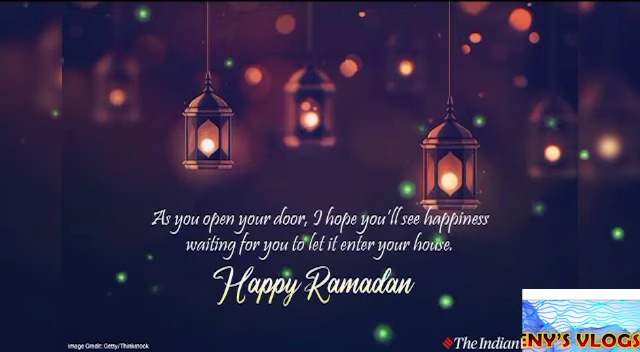 As you open your door, I hope you'll see happiness
waiting for you to let it enter your house.
Happy Ramadan
Image Credit: Getty/Thinkstock
The Indian
ENY'S VLOGS